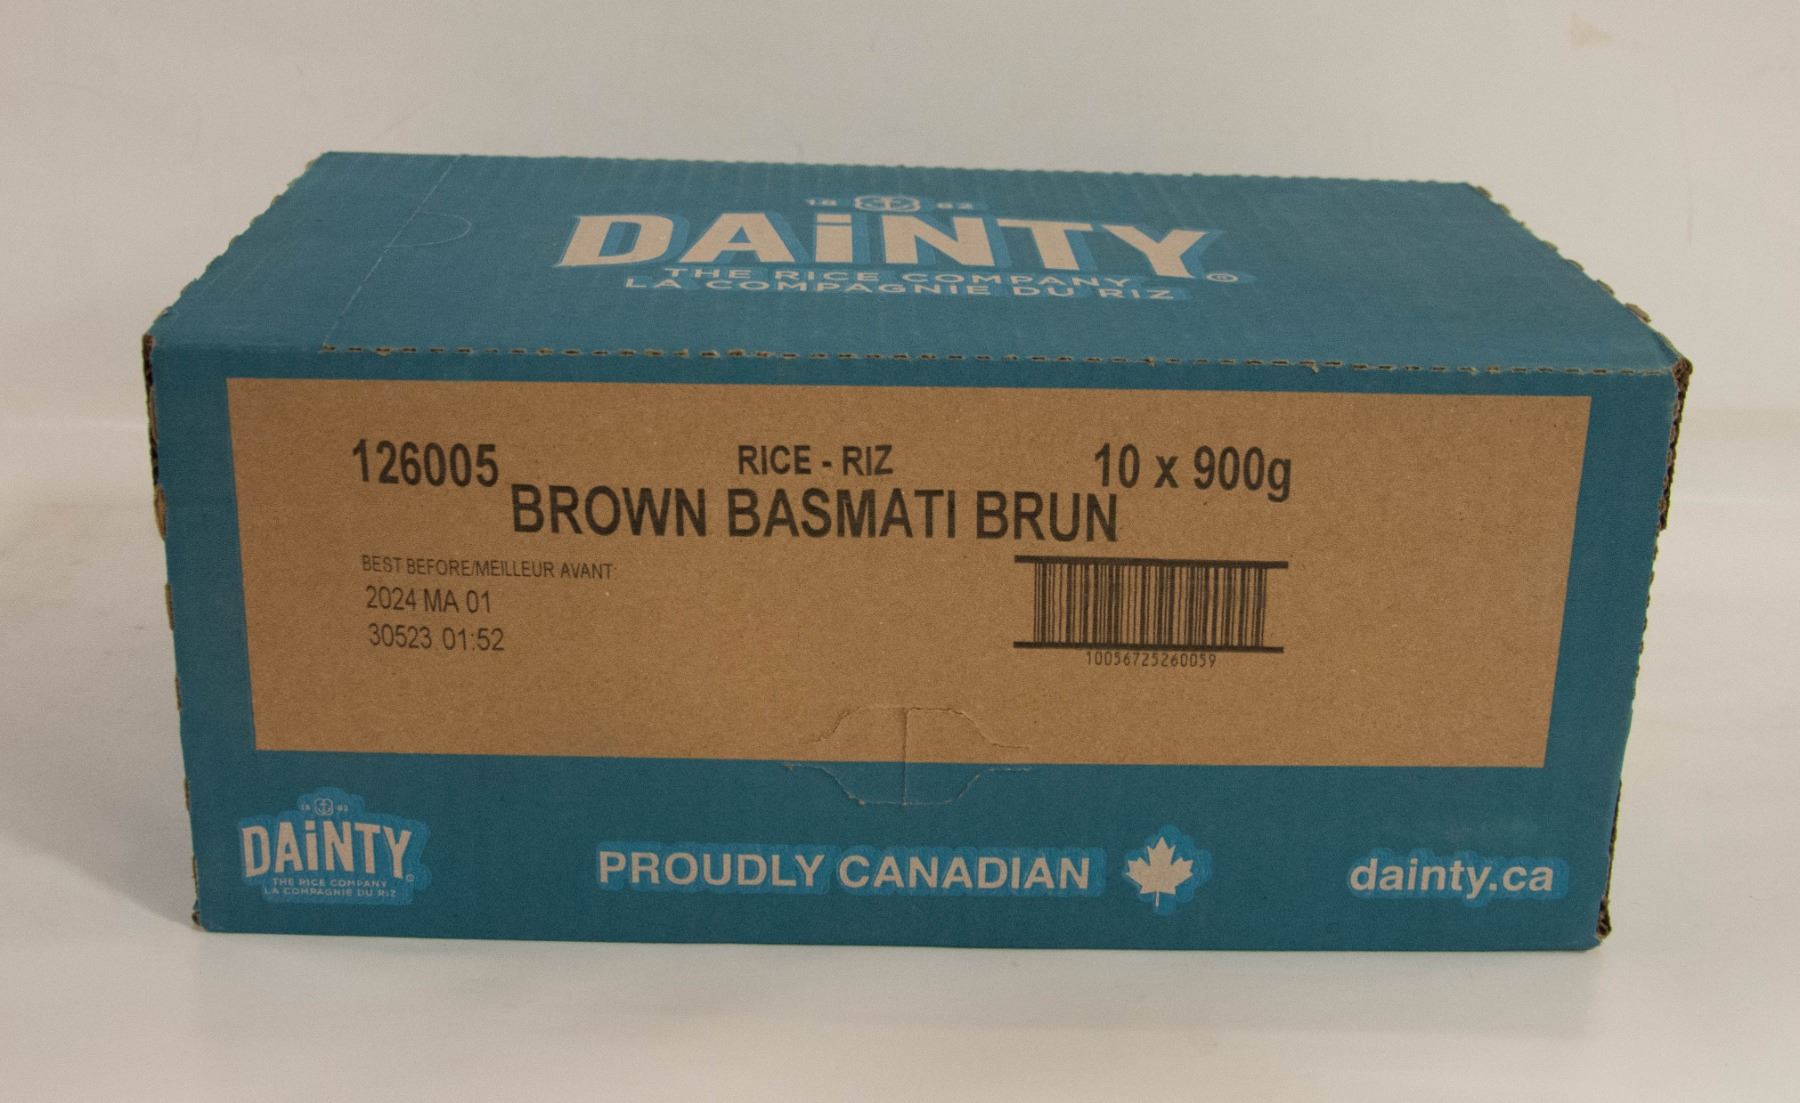 18 82
DAiNTY
THE RICE COMPANY
LA COMPAGNIE DU RIZ
126005 RICE - RIZ 10 x 900g
BROWN BASMATI BRUN
BEST BEFORE/MEILLEUR AVANT:
2024 MA 01
30523 01:52
10056725260059
18 82
DAiNTY
THE RICE COMPANY
LA COMPAGNIE DU RIZ
PROUDLY CANADIAN
dainty.ca